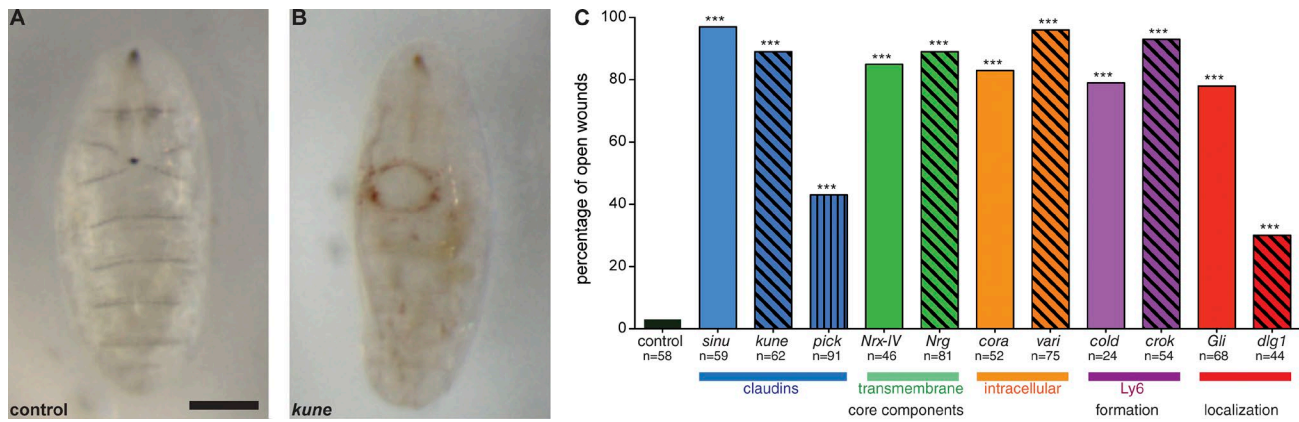 A
B
C
control
kune
percentage of open wounds
100
80
60
40
20
0
***
***
***
***
***
***
***
***
***
***
***
control sinu kune pick Nrx-IV Nrg cora vari cold crok Gli dlg1
n=58 n=59 n=62 n=91 n=46 n=81 n=52 n=75 n=24 n=54 n=68 n=44
claudins transmembrane intracellular Ly6
core components formation localization